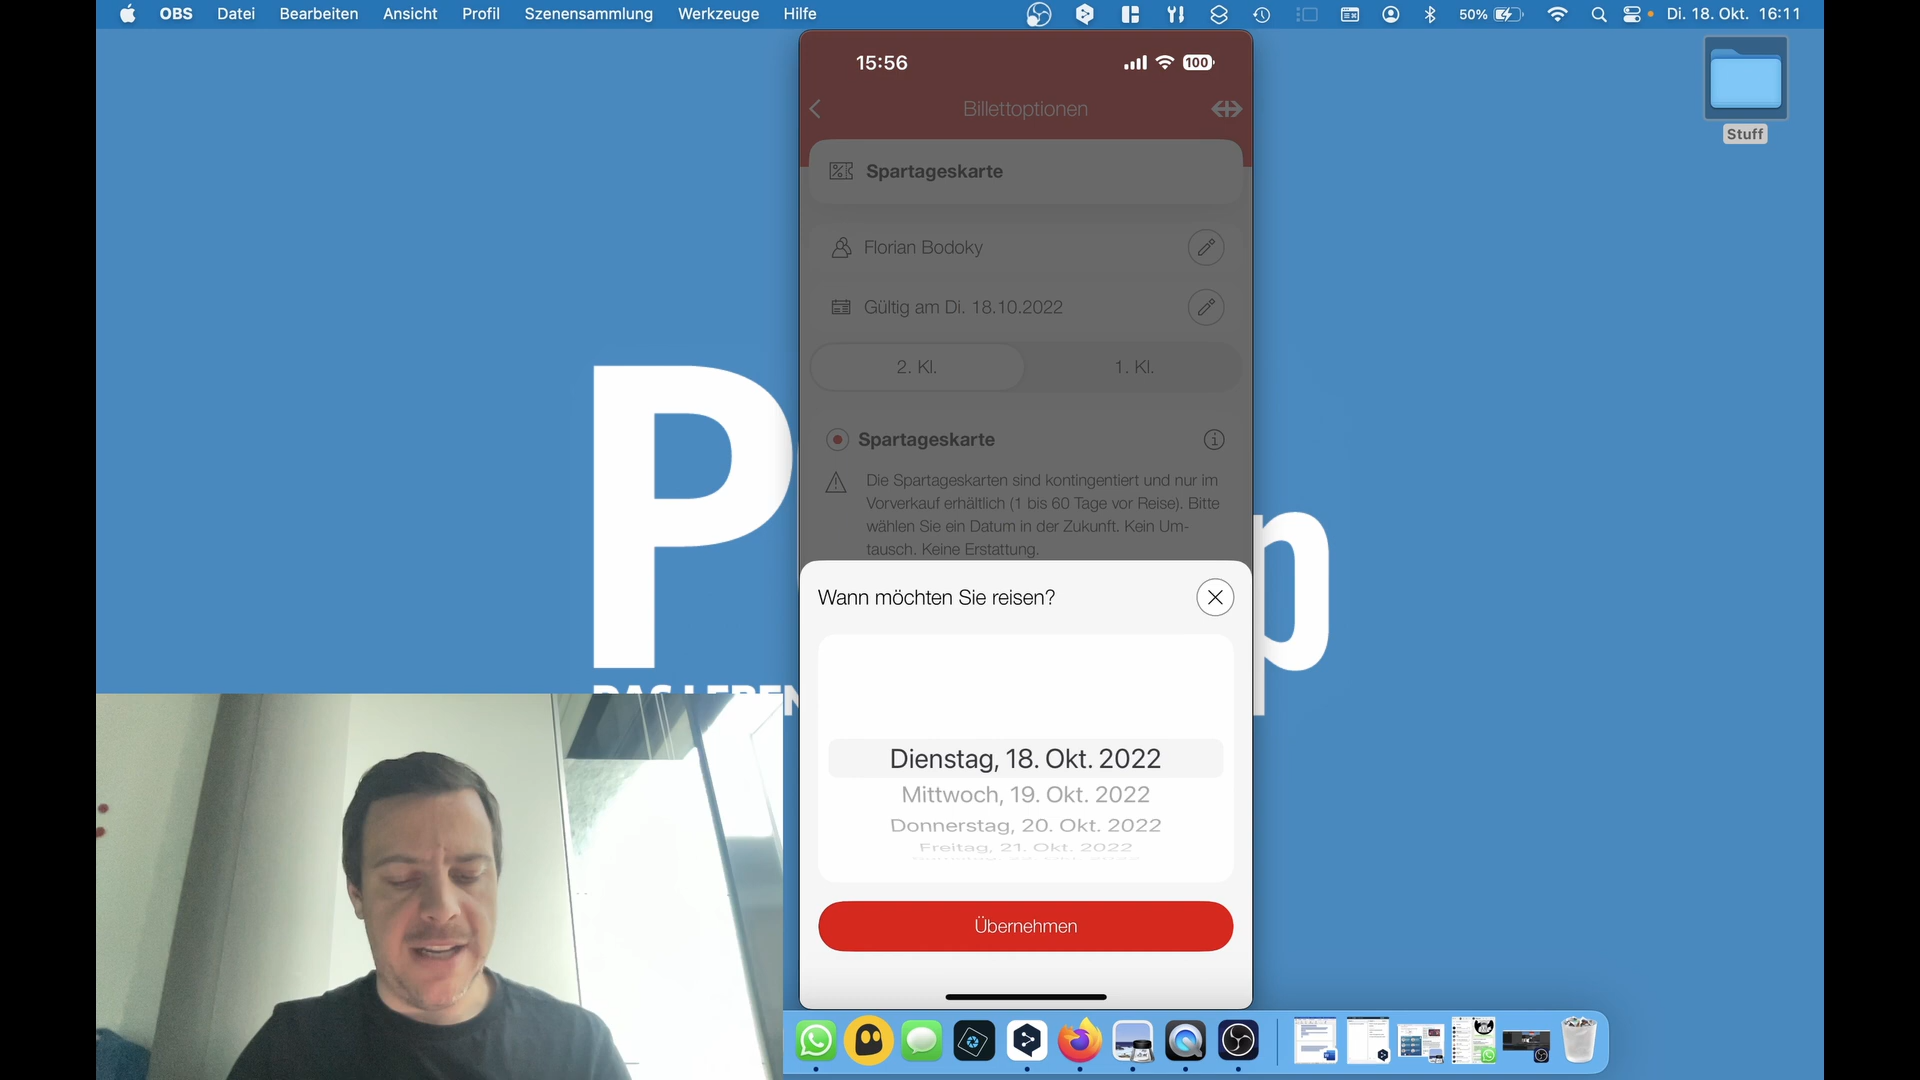 OBS Datei Bearbeiten Ansicht Profil Szenensammlung Werkzeuge Hilfe 50% Di. 18. Okt. 16:11
15:56 100
Billettoptionen
Stuff
Spartageskarte
Florian Bodoky
Gültig am Di. 18.10.2022
2. Kl. 1. Kl.
Spartageskarte
Die Spartageskarten sind kontingentiert und nur im
Vorverkauf erhältlich (1 bis 60 Tage vor Reise). Bitte
wählen Sie ein Datum in der Zukunft. Kein Um-
tausch. Keine Erstattung.
P p
DAS LEBEN
Wann möchten Sie reisen?
Dienstag, 18. Okt. 2022
Mittwoch, 19. Okt. 2022
Donnerstag, 20. Okt. 2022
Freitag, 21. Okt. 2022
Übernehmen